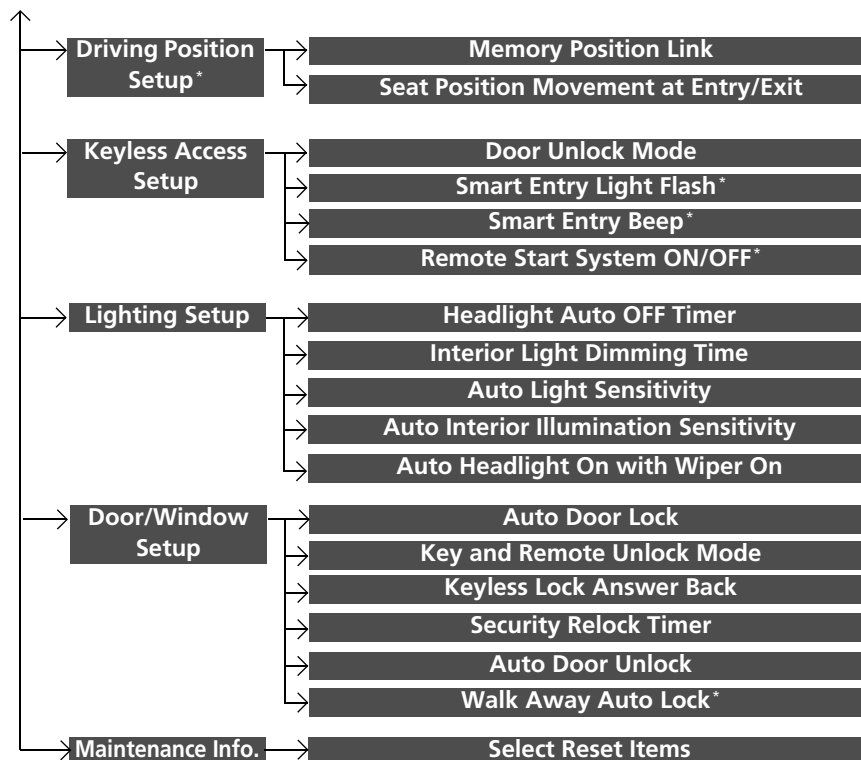 Driving Position
Setup*
Memory Position Link
Seat Position Movement at Entry/Exit
Keyless Access
Setup
Door Unlock Mode
Smart Entry Light Flash*
Smart Entry Beep*
Remote Start System ON/OFF*
Lighting Setup
Headlight Auto OFF Timer
Interior Light Dimming Time
Auto Light Sensitivity
Auto Interior Illumination Sensitivity
Auto Headlight On with Wiper On
Door/Window
Setup
Auto Door Lock
Key and Remote Unlock Mode
Keyless Lock Answer Back
Security Relock Timer
Auto Door Unlock
Walk Away Auto Lock*
Maintenance Info.
Select Reset Items